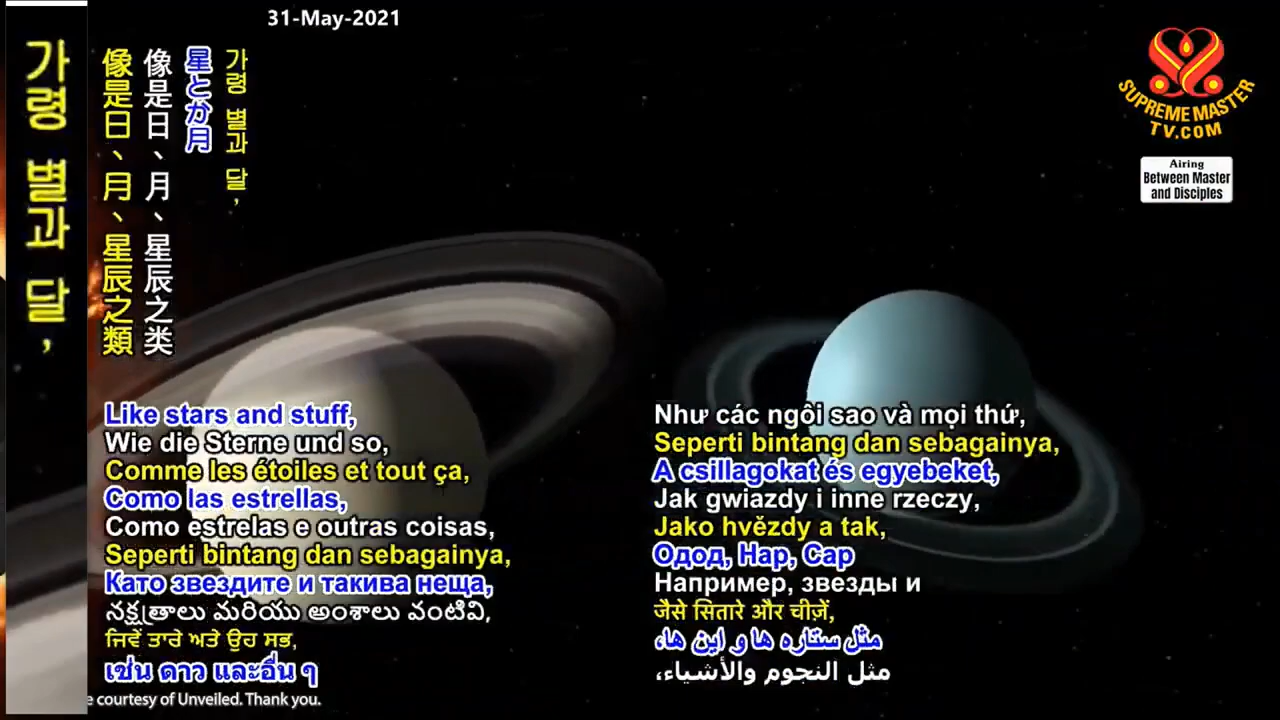 31-May-2021
가령 별과 달,
像是日、月、星辰之類
像是日、月、星辰之类
星とか月
가령 별과 달,
SUPREME MASTER
TV.COM
Airing
Between Master
and Disciples
Like stars and stuff,
Wie die Sterne und so,
Comme les étoiles et tout ça,
Como las estrellas,
Como estrelas e outras coisas,
Seperti bintang dan sebagainya,
Като звездите и такива неща,
నక్షత్రాలు మరియు అంశాలు వంటివి,
ਜਿਵੇਂ ਤਾਰੇ ਅਤੇ ਉਹ ਸਭ,
เช่น ดาว และอื่น ๆ
Như các ngôi sao và mọi thứ,
Seperti bintang dan sebagainya,
A csillagokat és egyebeket,
Jak gwiazdy i inne rzeczy,
Jako hvězdy a tak,
Одод, Нар, Сар
Например, звезды и
जैसे सितारे और चीज़ें,
مثل ستاره ها و این ها،
مثل النجوم والأشياء،
e courtesy of Unveiled. Thank you.